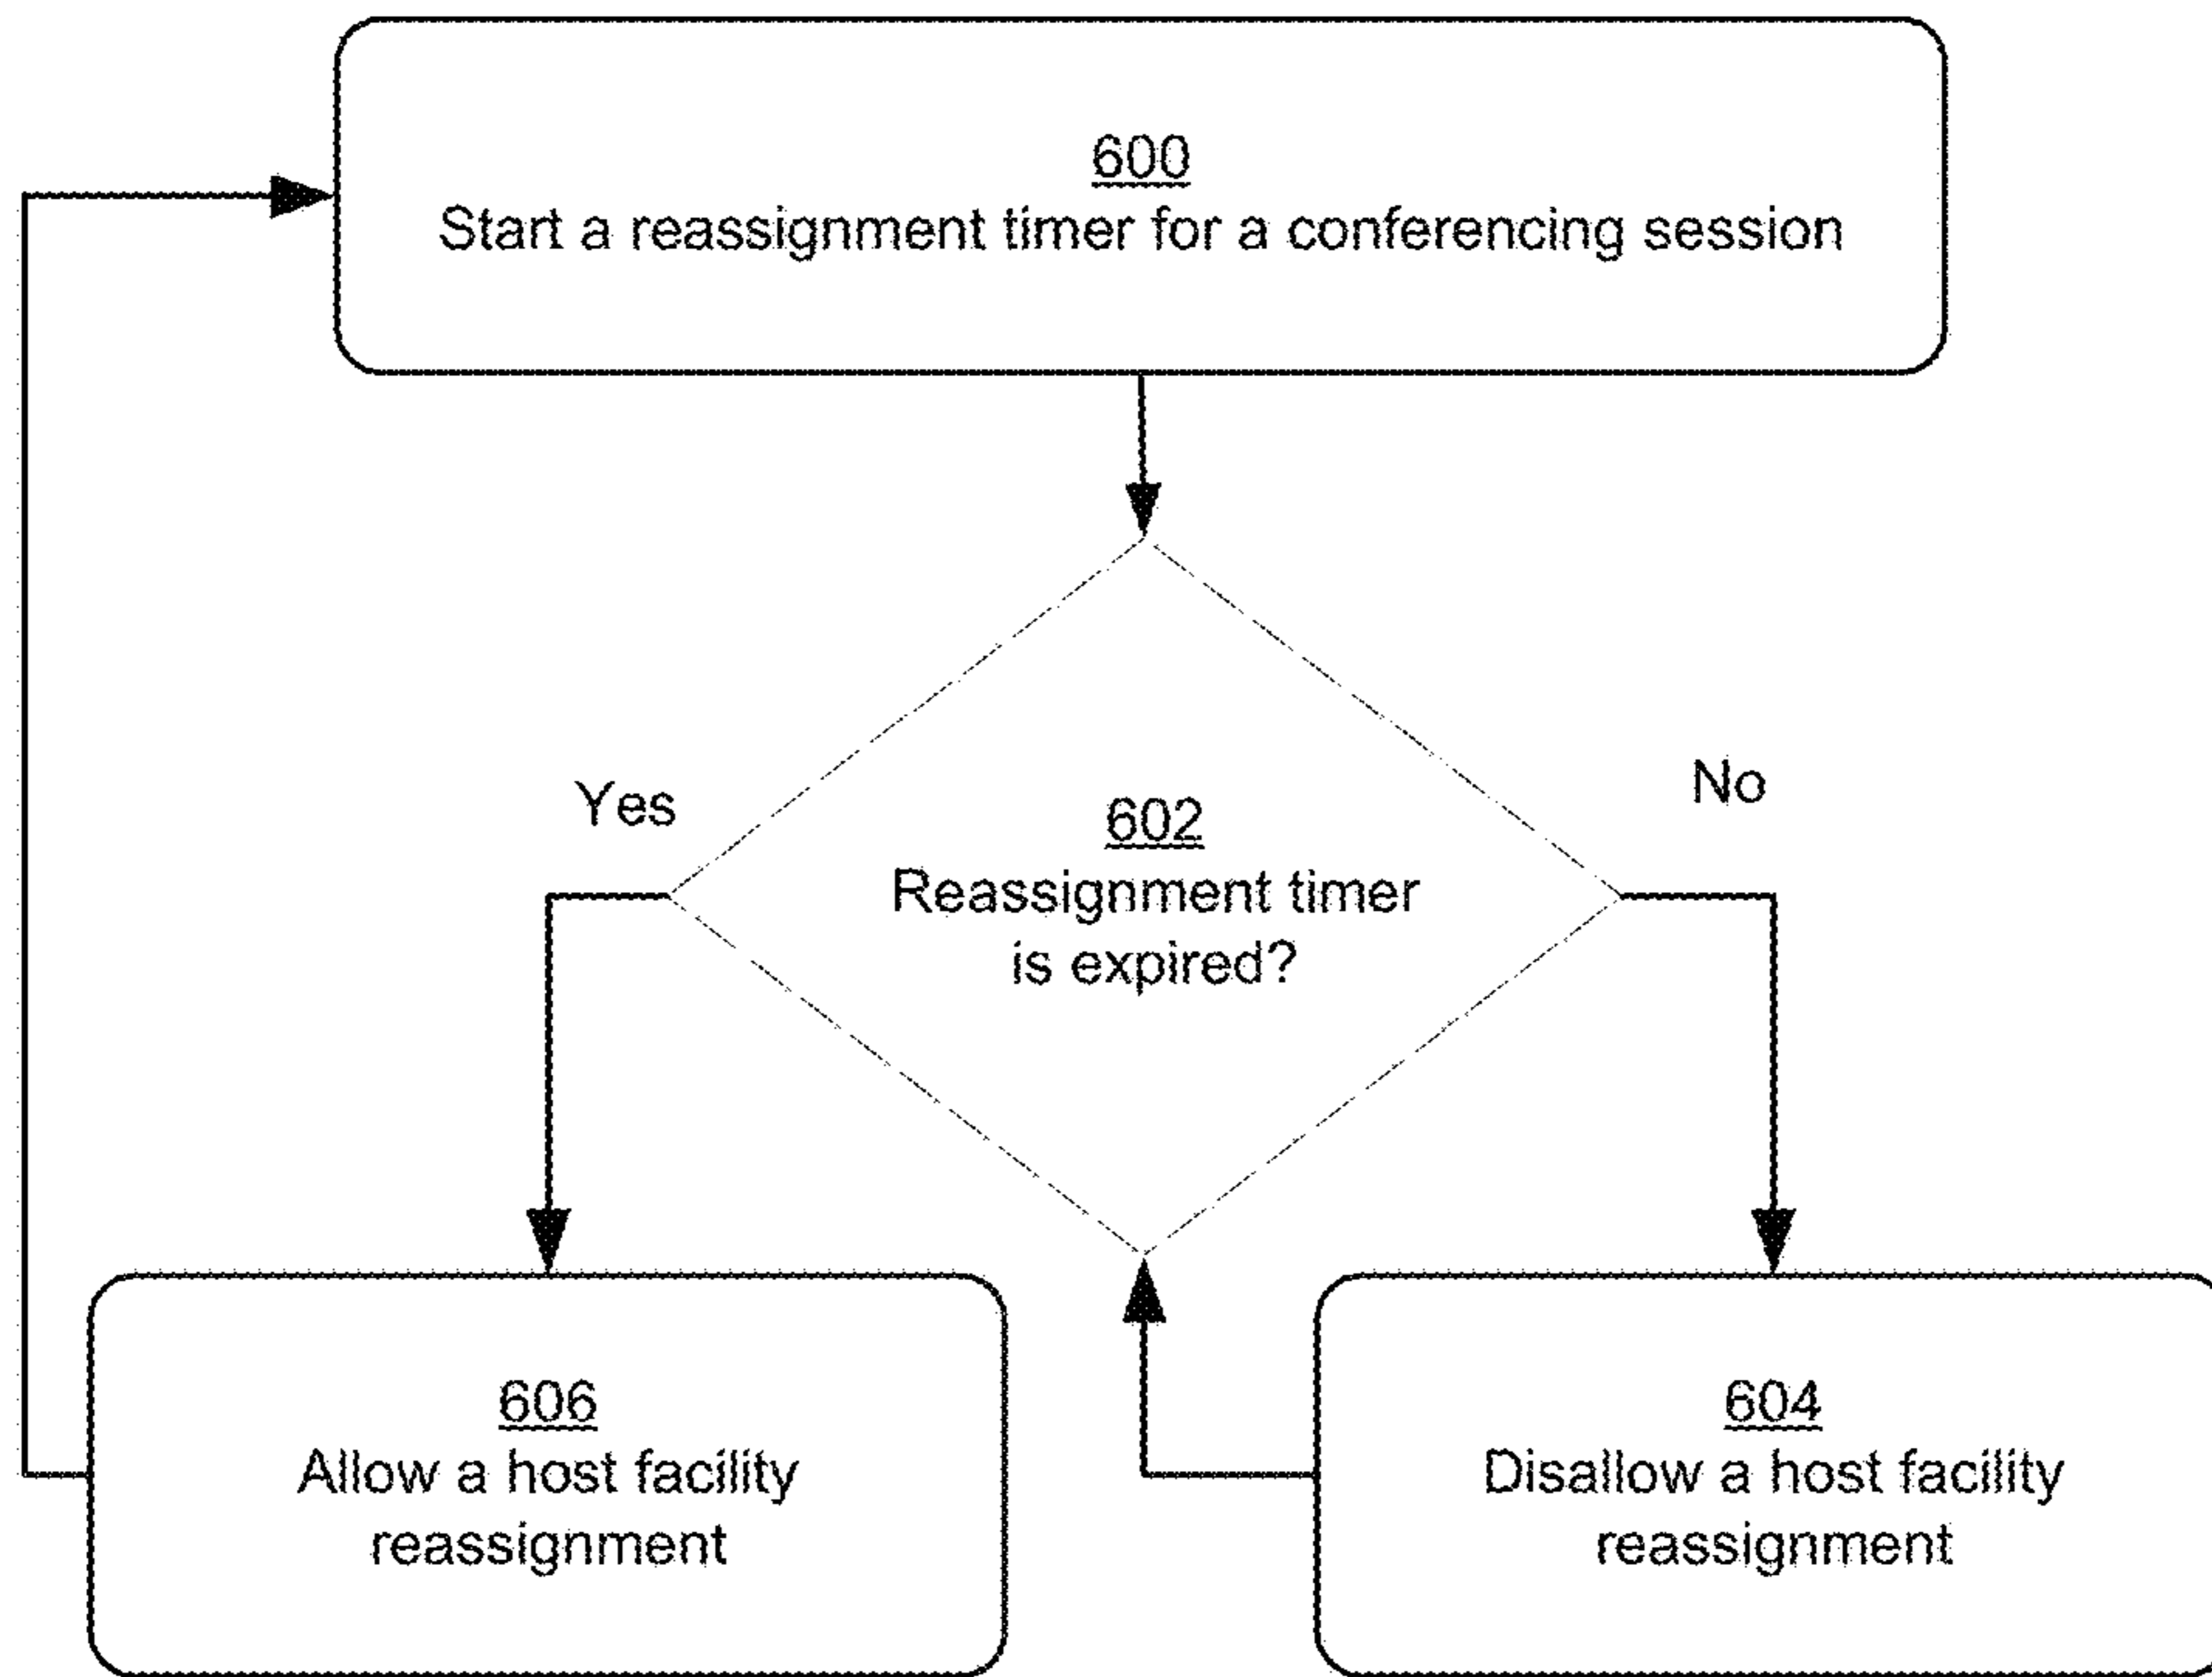 600
Start a reassignment timer for a conferencing session
Yes
No
602
Reassignment timer
is expired?
606
Allow a host facility
reassignment
604
Disallow a host facility
reassignment